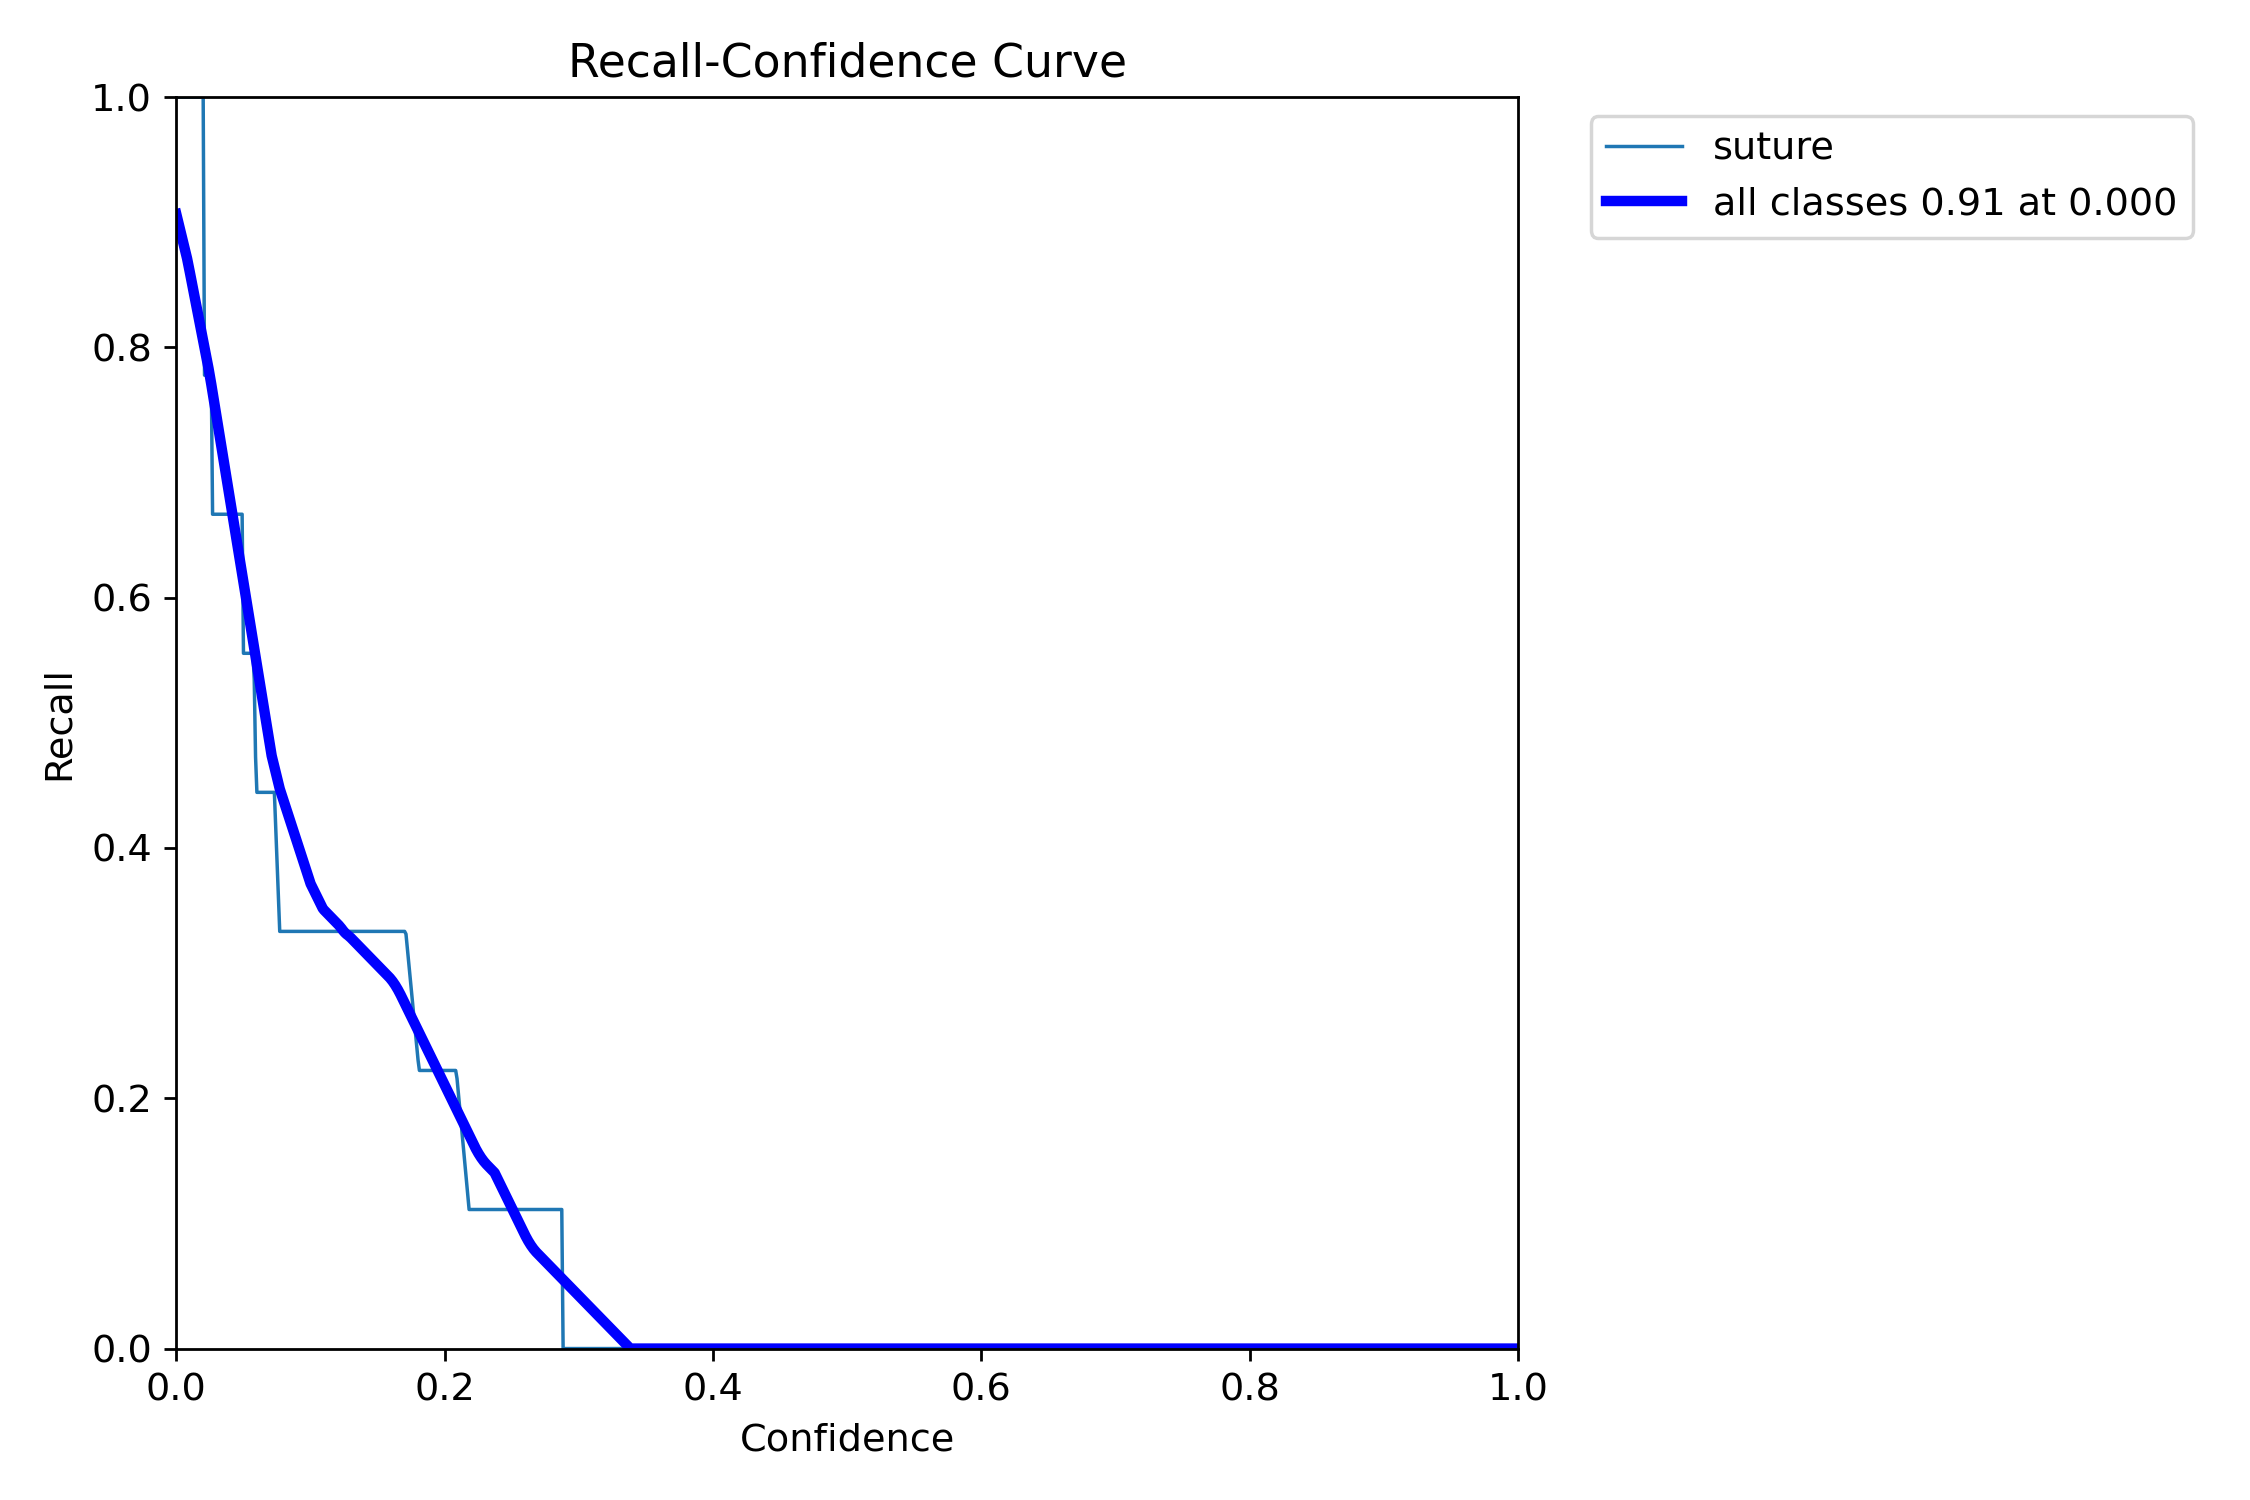 Recall-Confidence Curve
suture
all classes 0.91 at 0.000
1.0
0.8
0.6
0.4
0.2
0.0
Recall
0.0 0.2 0.4 0.6 0.8 1.0
Confidence